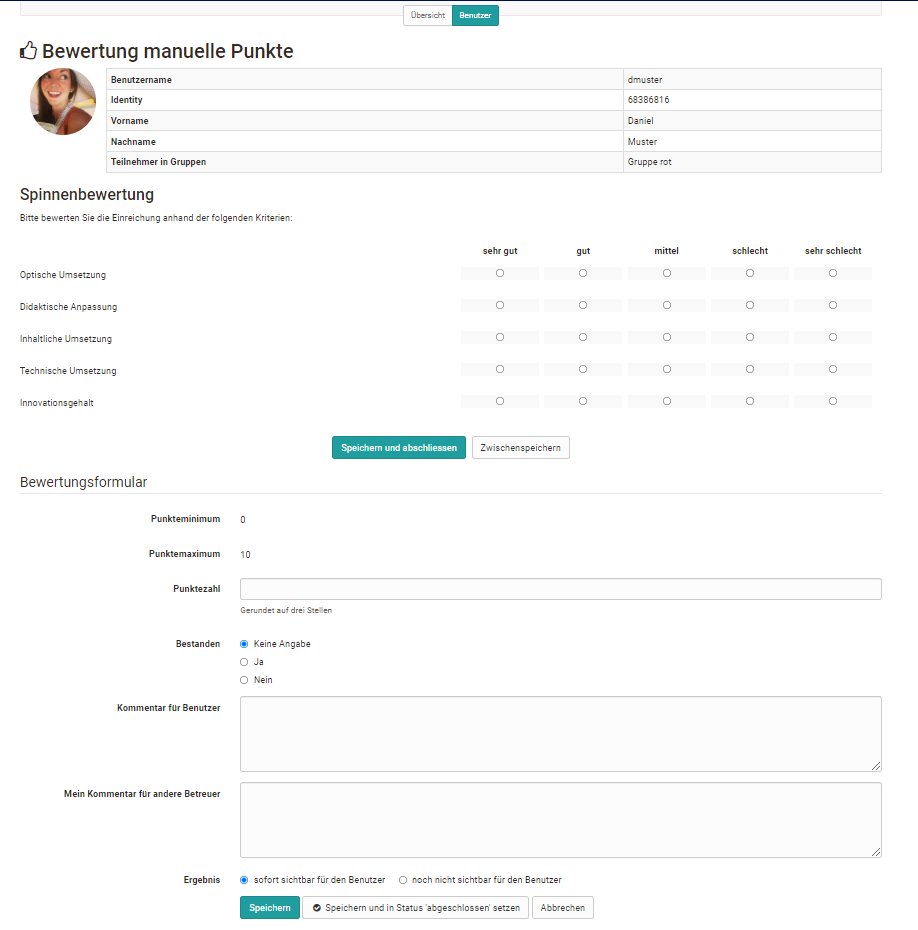 Übersicht Benutzer
Bewertung manuelle Punkte
Benutzername dmuster
Identity 68386816
Vorname Daniel
Nachname Muster
Teilnehmer in Gruppen Gruppe rot
Spinnenbewertung
Bitte bewerten Sie die Einreichung anhand der folgenden Kriterien:
sehr gut gut mittel schlecht sehr schlecht
Optische Umsetzung
Didaktische Anpassung
Inhaltliche Umsetzung
Technische Umsetzung
Innovationsgehalt
Speichern und abschliessen Zwischenspeichern
Bewertungsformular
Punkteminimum 0
Punktemaximum 10
Punktezahl
Gerundet auf drei Stellen
Bestanden Keine Angabe
Ja
Nein
Kommentar für Benutzer
Mein Kommentar für andere Betreuer
Ergebnis sofort sichtbar für den Benutzer noch nicht sichtbar für den Benutzer
Speichern Speichern und in Status 'abgeschlossen' setzen Abbrechen